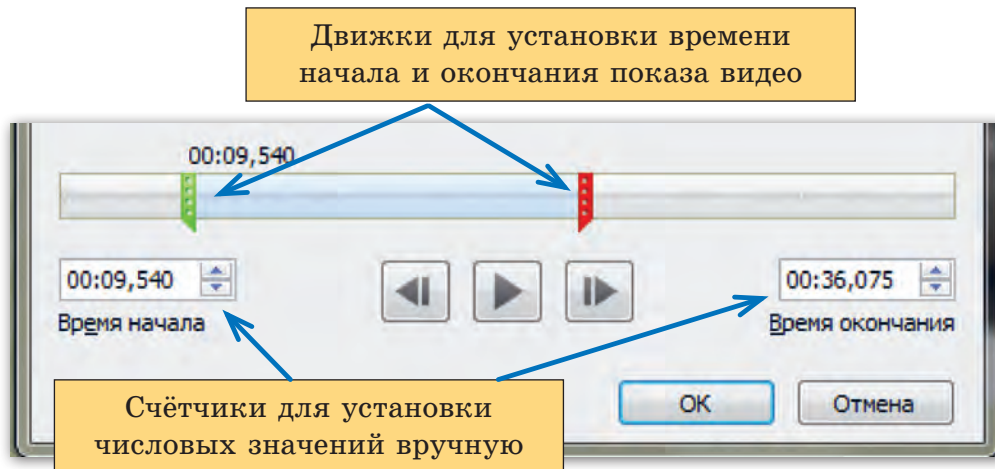 Движки для установки времени
начала и окончания показа видео
00:09,540
00:09,540
00:36,075
Время начала
Время окончания
Счётчики для установки
числовых значений вручную
ОК
Отмена